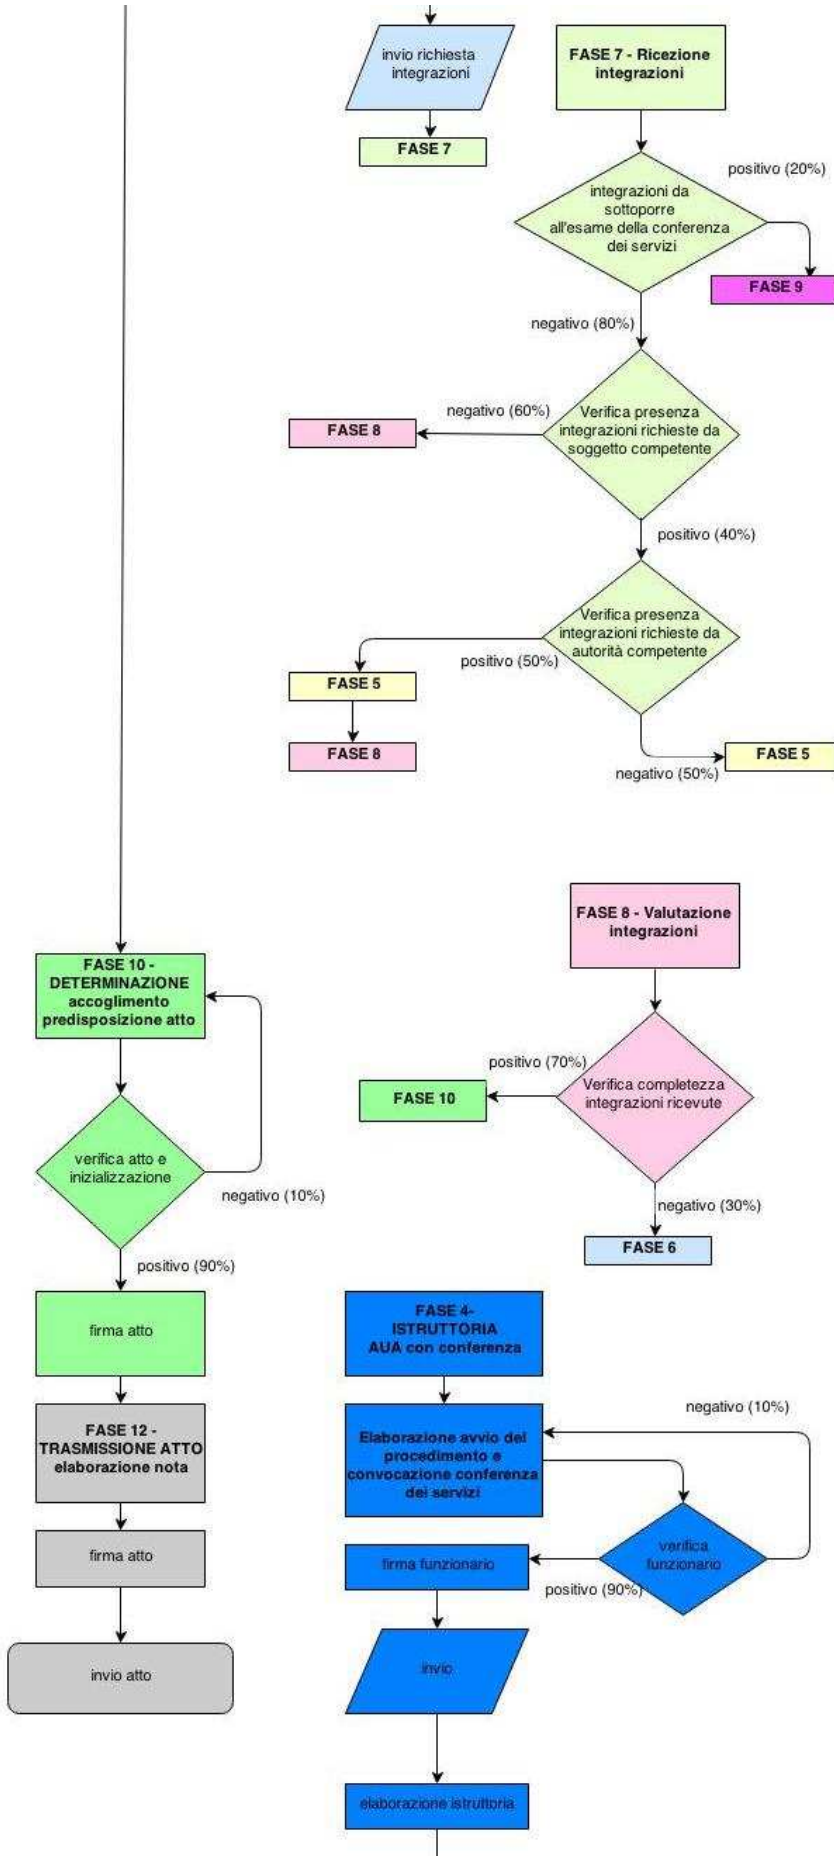 invio richiesta
integrazioni
FASE 7
FASE 7 - Ricezione
integrazioni
integrazioni da
sottoporre
all'esame della conferenza
dei servizi
positivo (20%)
FASE 9
negativo (80%)
Verifica presenza
integrazioni richieste da
soggetto competente
negativo (60%)
FASE 8
positivo (40%)
Verifica presenza
integrazioni richieste da
autorità competente
positivo (50%)
FASE 5
FASE 8
negativo (50%)
FASE 5
FASE 8 - Valutazione
integrazioni
Verifica completezza
integrazioni ricevute
positivo (70%)
FASE 10
negativo (30%)
FASE 6
FASE 10 -
DETERMINAZIONE
accoglimento
predisposizione atto
verifica atto e
inizializzazione
negativo (10%)
positivo (90%)
firma atto
FASE 12 -
TRASMISSIONE ATTO
elaborazione nota
firma atto
invio atto
FASE 4-
ISTRUTTORIA
AUA con conferenza
Elaborazione avvio del
procedimento e
convocazione conferenza
dei servizi
negativo (10%)
verifica
funzionario
positivo (90%)
firma funzionario
invio
elaborazione istruttoria